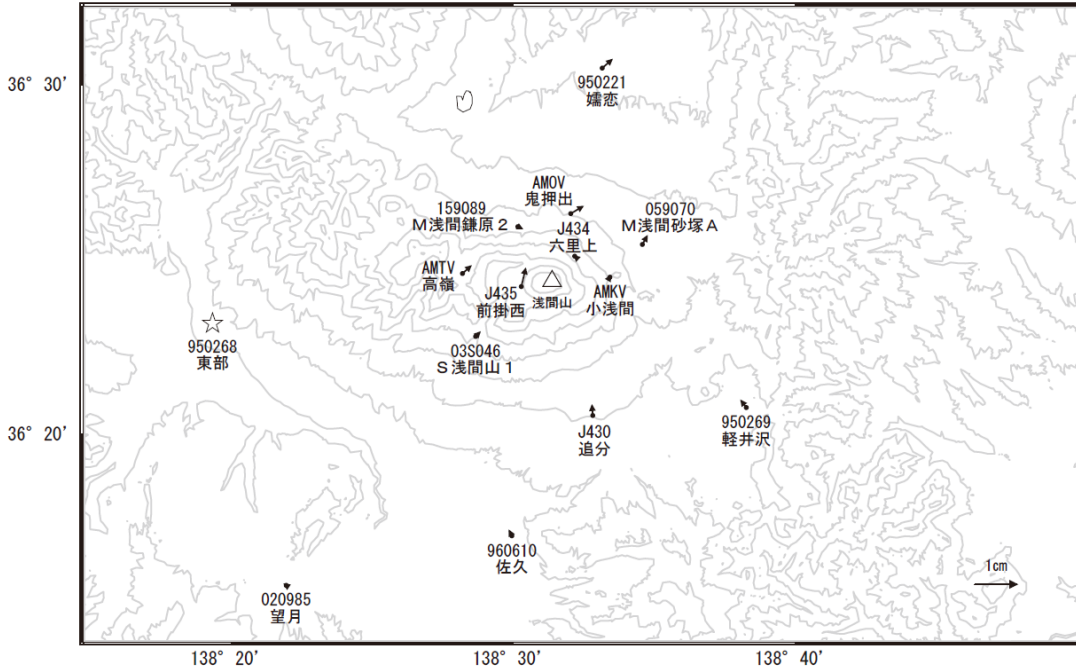 36° 30′
950221
嬬恋
AMOV
鬼押出
159089
M浅間鎌原2
J434
六里上
059070
M浅間砂塚A
AMTV
高嶺
J435
前掛西
浅間山
AMKV
小浅間
950268
東部
03S046
S浅間山1
36° 20′
J430
追分
950269
軽井沢
960610
佐久
020985
望月
1cm
138° 20′
138° 30′
138° 40′